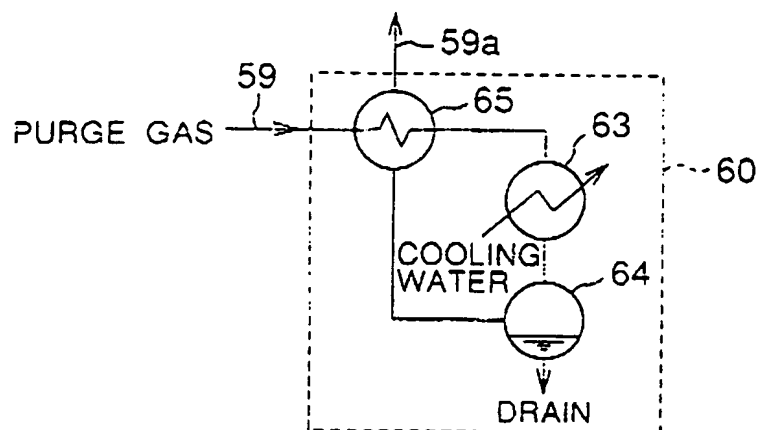 59a
59
65
63
PURGE GAS
60
COOLING
WATER
64
DRAIN